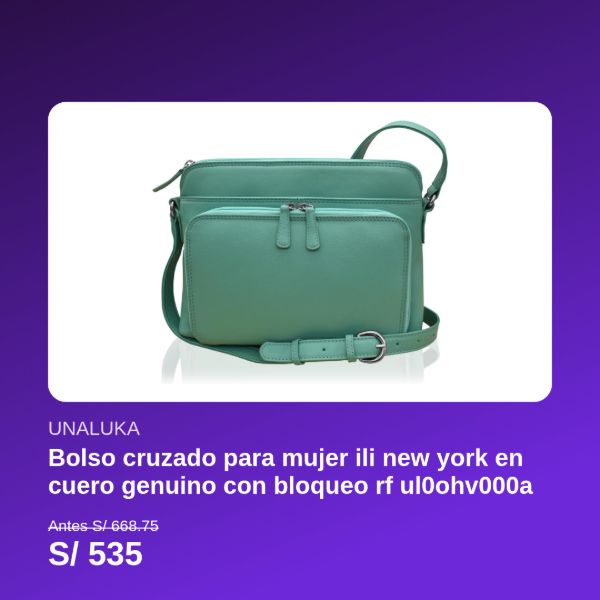 UNALUKA
Bolso cruzado para mujer ili new york en
cuero genuino con bloqueo rf ul0ohv000a
Antes S/ 668.75
S/ 535